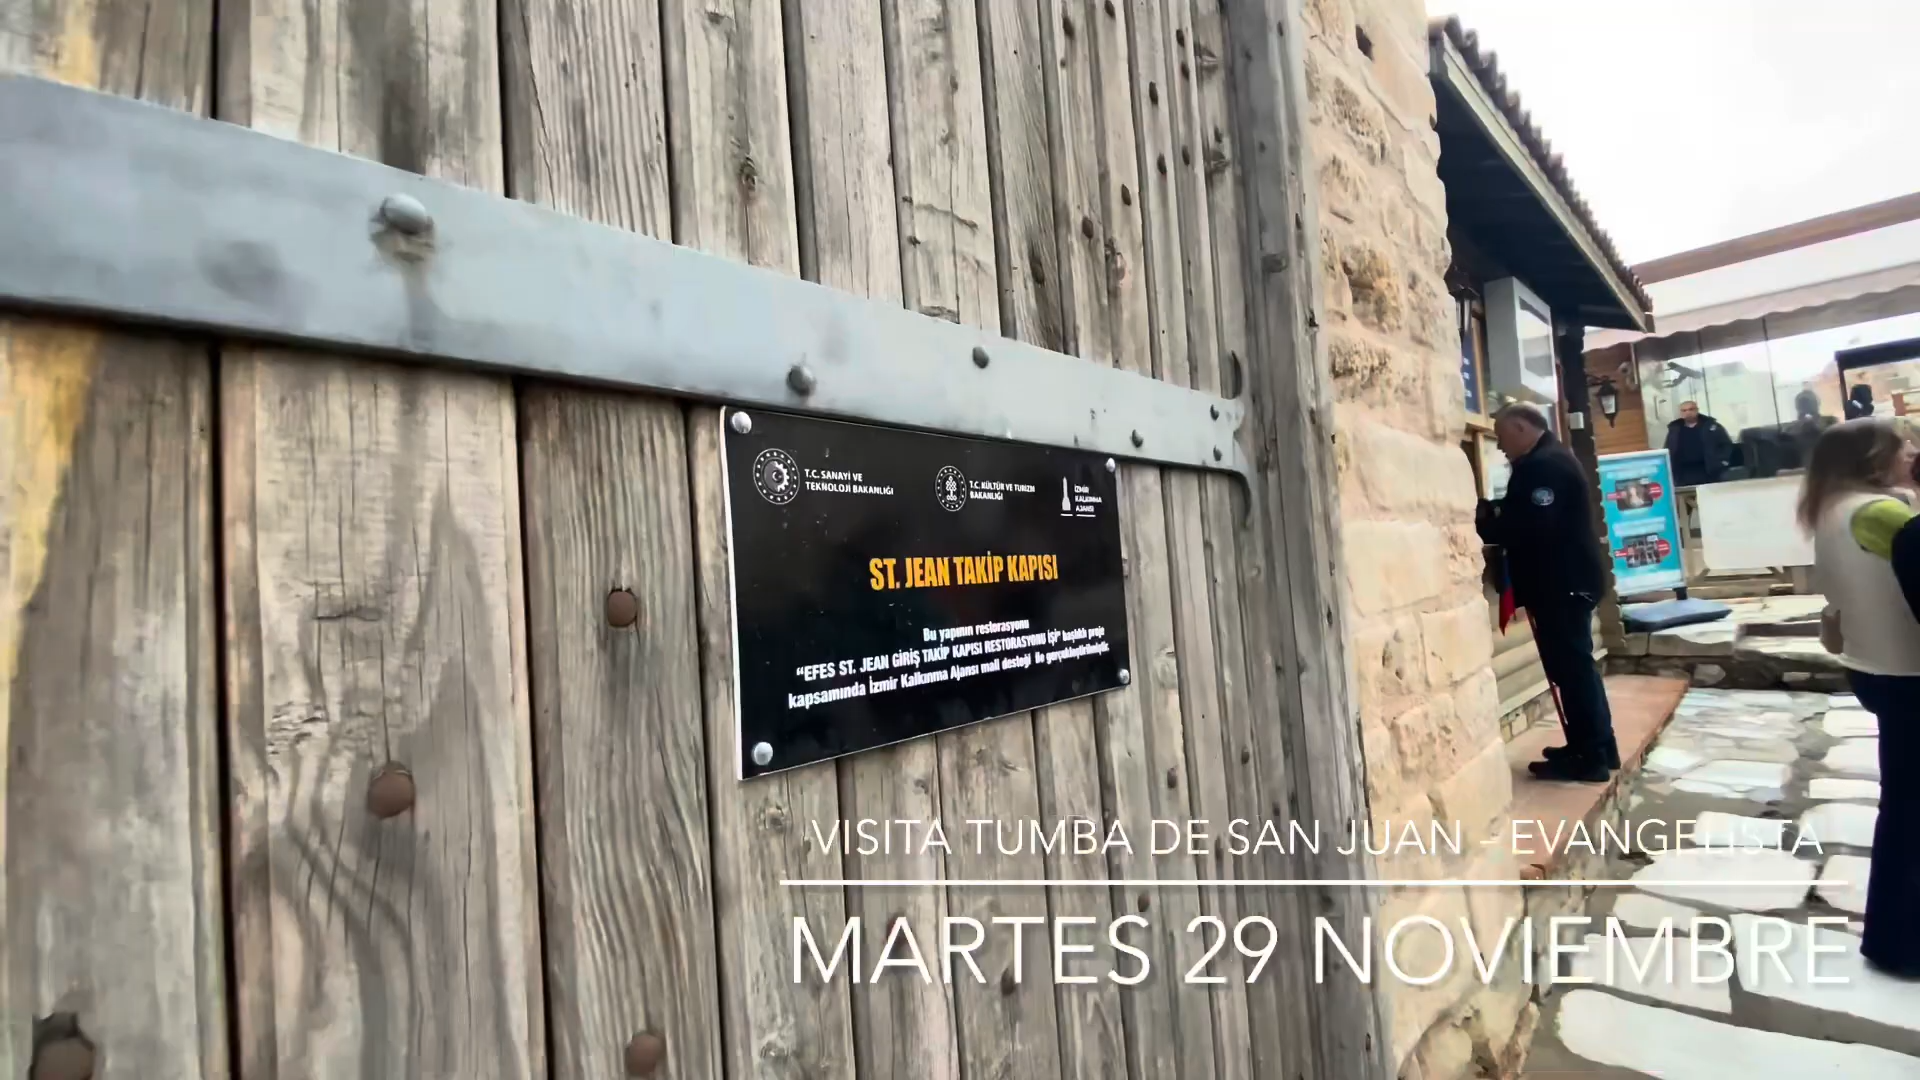 T.C. SANAYİ VE
TEKNOLOJİ BAKANLIĞI
T.C. KÜLTÜR VE TURİZM
BAKANLIĞI
İZMİR
KALKINMA
AJANSI
ST. JEAN TAKİP KAPISI
Bu yapının restorasyonu
“EFES ST. JEAN GİRİŞ TAKİP KAPISI RESTORASYONU İŞİ” başlıklı proje
kapsamında İzmir Kalkınma Ajansı mali desteği ile gerçekleştirilmiştir.
VISITA TUMBA DE SAN JUAN - EVANGELISTA
MARTES 29 NOVIEMBRE